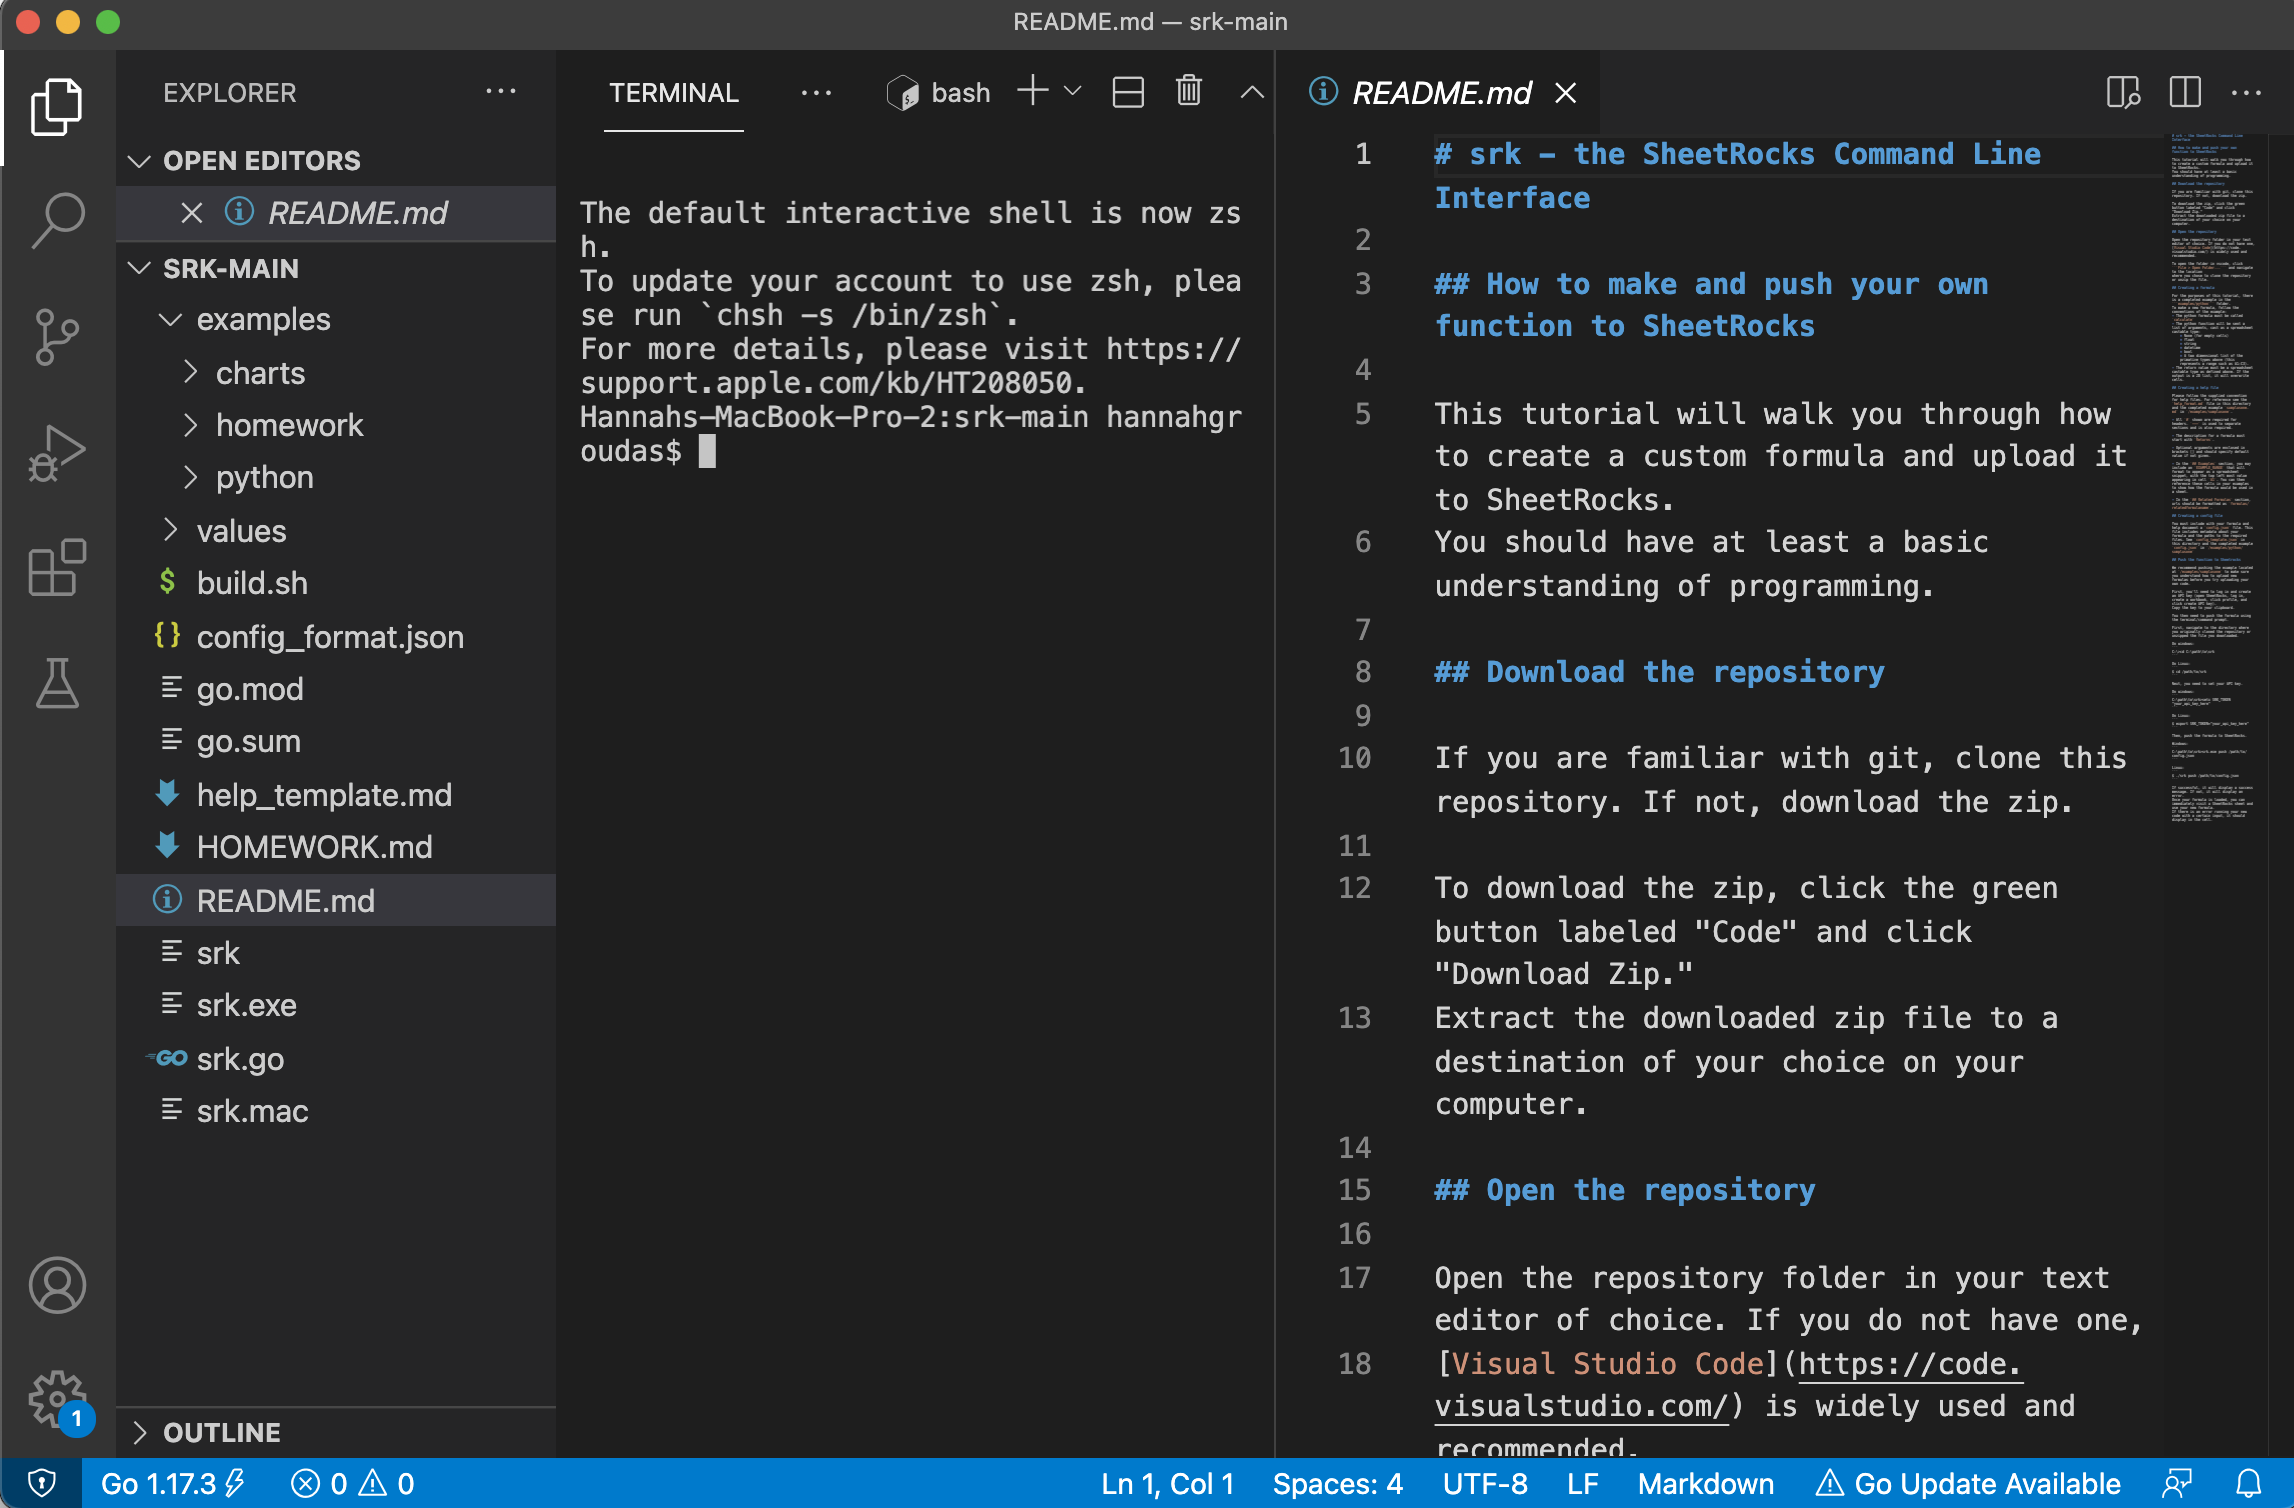 README.md — srk-main
EXPLORER
OPEN EDITORS
README.md
SRK-MAIN
examples
charts
homework
python
values
build.sh
config_format.json
go.mod
go.sum
help_template.md
HOMEWORK.md
README.md
srk
srk.exe
srk.go
srk.mac
OUTLINE
TERMINAL
bash
The default interactive shell is now zs
h.
To update your account to use zsh, plea
se run `chsh -s /bin/zsh`.
For more details, please visit https://
support.apple.com/kb/HT208050.
Hannahs-MacBook-Pro-2:srk-main hannahgr
oudas$
README.md
1 # srk - the SheetRocks Command Line
Interface
2
3 ## How to make and push your own
function to SheetRocks
4
5 This tutorial will walk you through how
to create a custom formula and upload it
to SheetRocks.
6 You should have at least a basic
understanding of programming.
7
8 ## Download the repository
9
10 If you are familiar with git, clone this
repository. If not, download the zip.
11
12 To download the zip, click the green
button labeled "Code" and click
"Download Zip."
13 Extract the downloaded zip file to a
destination of your choice on your
computer.
14
15 ## Open the repository
16
17 Open the repository folder in your text
editor of choice. If you do not have one,
18 [Visual Studio Code](https://code.
visualstudio.com/) is widely used and
recommended.
1
Go 1.17.3
0 0
Ln 1, Col 1
Spaces: 4
UTF-8
LF
Markdown
Go Update Available